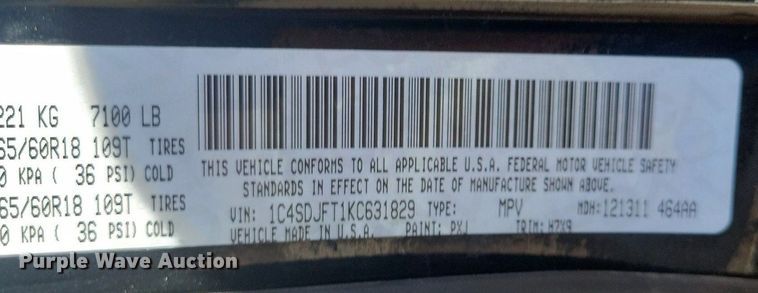 221 KG 7100 LB
65/60R18 109T TIRES
0 KPA ( 36 PSI) COLD
65/60R18 109T TIRES
0 KPA ( 36 PSI) COLD
THIS VEHICLE CONFORMS TO ALL APPLICABLE U.S.A. FEDERAL MOTOR VEHICLE SAFETY
STANDARDS IN EFFECT ON THE DATE OF MANUFACTURE SHOWN ABOVE.
VIN: 1C4SDJFT1KC631829 TYPE: MPV MDH: 121311 464AA
VEHICLE MADE IN U.S.A. PAINT: PXJ TRIM: H7X9
Purple Wave Auction